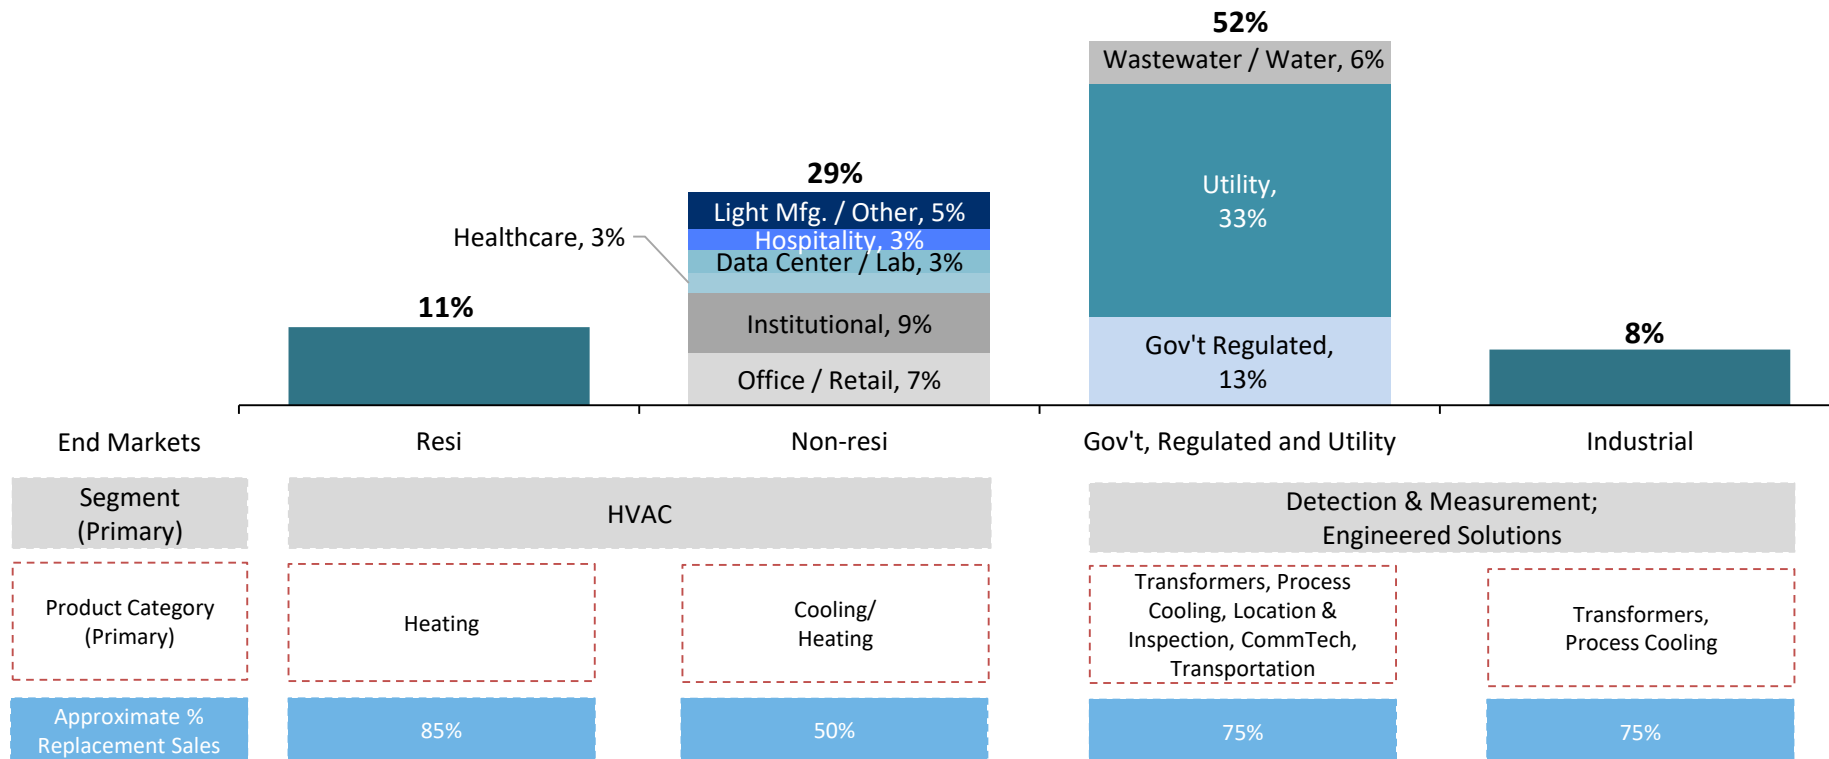 52%
Wastewater / Water, 6%
Utility,
33%
Gov't Regulated,
13%
29%
Light Mfg. / Other, 5%
Hospitality, 3%
Healthcare, 3%
Data Center / Lab, 3%
Institutional, 9%
Office / Retail, 7%
11%
8%
End Markets
Resi
Non-resi
Gov't, Regulated and Utility
Industrial
Segment
(Primary)
HVAC
Detection & Measurement;
Engineered Solutions
Product Category
(Primary)
Heating
Cooling/
Heating
Transformers, Process
Cooling, Location &
Inspection, CommTech,
Transportation
Transformers,
Process Cooling
Approximate %
Replacement Sales
85%
50%
75%
75%